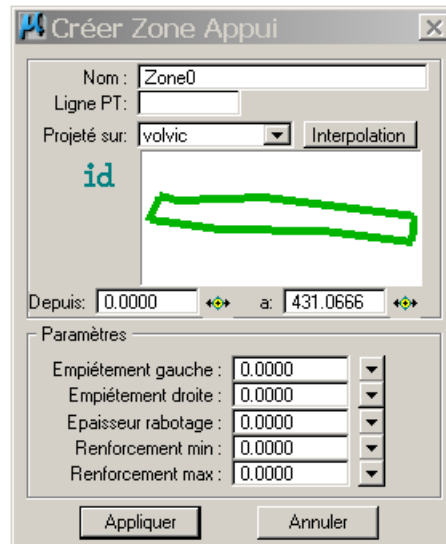 Créer Zone Appui
Nom : Zone0
Ligne PT:
Projeté sur: volvic Interpolation
id
Depuis: 0.0000 a: 431.0666
Paramètres
Empiétement gauche : 0.0000
Empiétement droite : 0.0000
Epaisseur rabotage : 0.0000
Renforcement min : 0.0000
Renforcement max : 0.0000
Appliquer Annuler